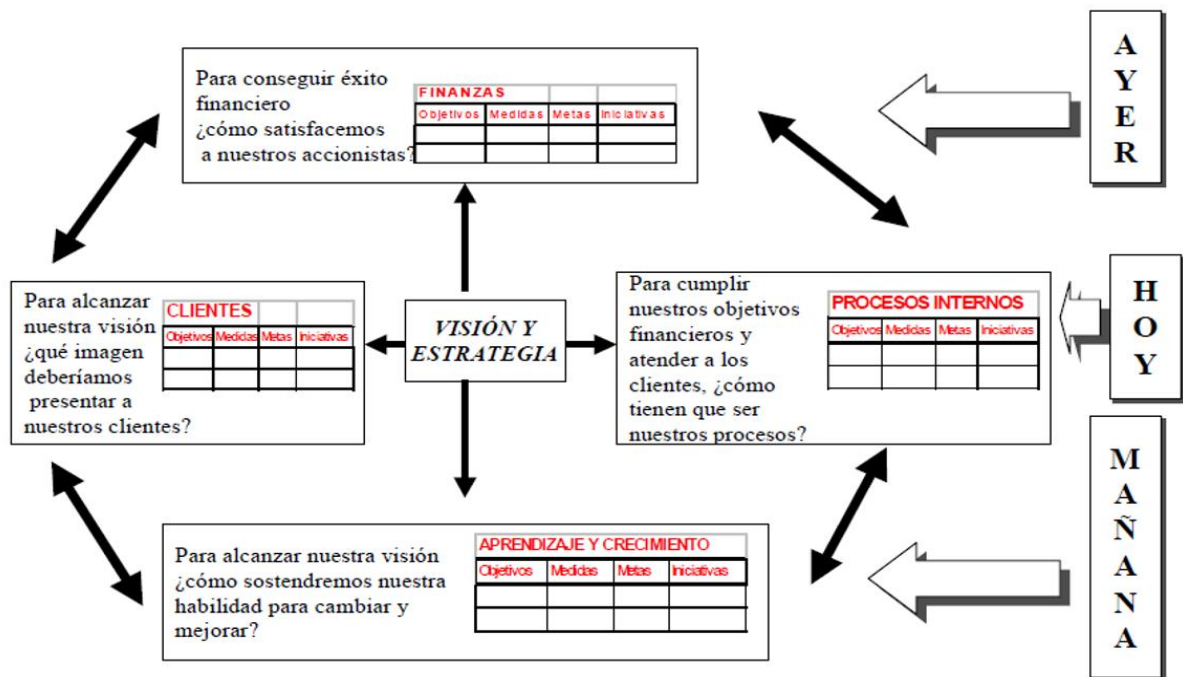 Para conseguir éxito
financiero
¿cómo satisfacemos
a nuestros accionistas?
FINANZAS
Objetivos Medidas Metas Iniciativas
AYER
Para alcanzar
nuestra visión
¿qué imagen
deberíamos
presentar a
nuestros clientes?
CLIENTES
Objetivos Medidas Metas Iniciativas
VISIÓN Y
ESTRATEGIA
Para cumplir
nuestros objetivos
financieros y
atender a los
clientes, ¿cómo
tienen que ser
nuestros procesos?
PROCESOS INTERNOS
Objetivos Medidas Metas Iniciativas
HOY
Para alcanzar nuestra visión
¿cómo sostendremos nuestra
habilidad para cambiar y
mejorar?
APRENDIZAJE Y CRECIMIENTO
Objetivos Medidas Metas Iniciativas
MAÑANA